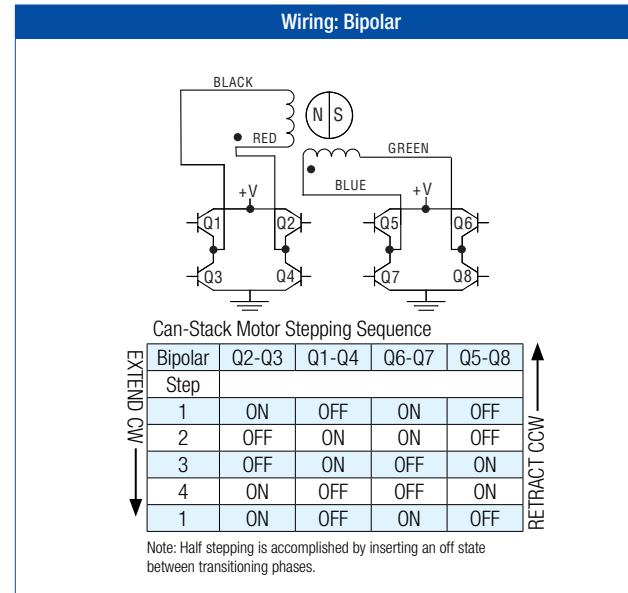 Wiring: Bipolar
BLACK
N S
RED
GREEN
BLUE
+V +V
Q1 Q2 Q5 Q6
Q3 Q4 Q7 Q8
Can-Stack Motor Stepping Sequence
EXTEND CW
Bipolar Q2-Q3 Q1-Q4 Q6-Q7 Q5-Q8
Step
1 ON OFF ON OFF
2 OFF ON ON OFF
3 OFF ON OFF ON
4 ON OFF OFF ON
1 ON OFF ON OFF
RETRACT CCW
Note: Half stepping is accomplished by inserting an off state
between transitioning phases.